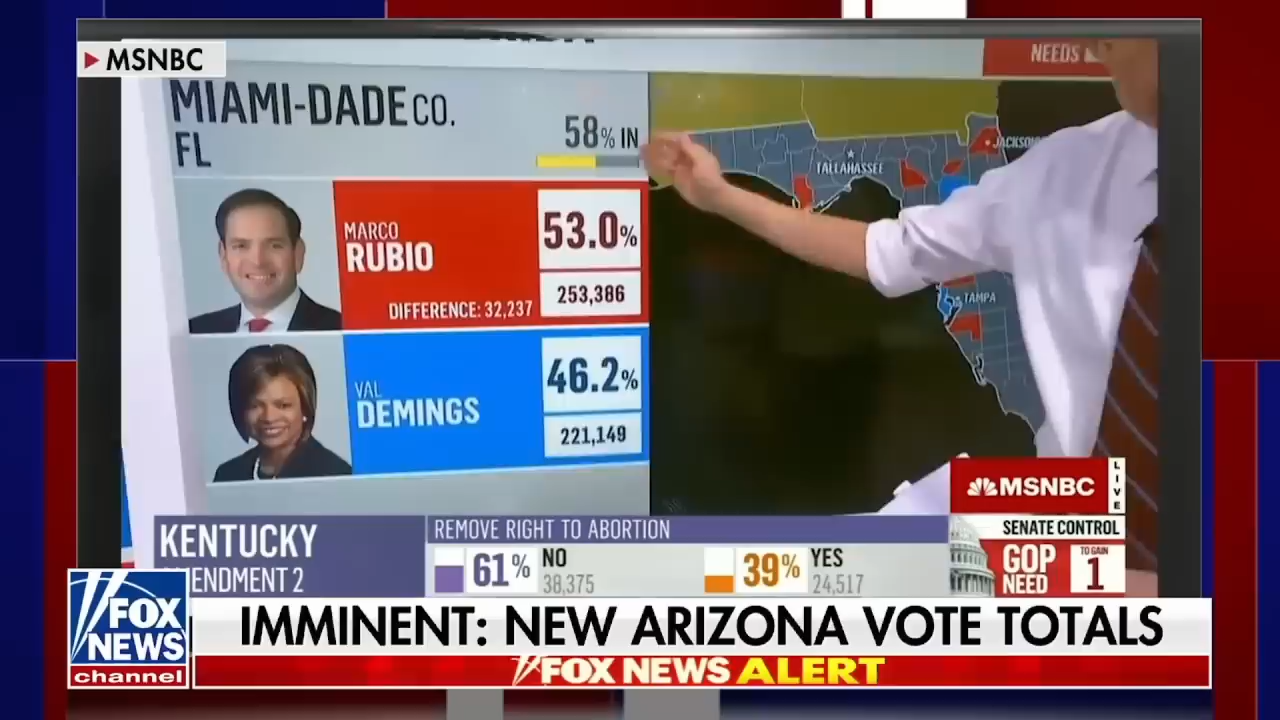 MSNBC
NEEDS
MIAMI-DADE CO.
FL
58% IN
MARCO
RUBIO
53.0%
DIFFERENCE: 32,237
253,386
VAL
DEMINGS
46.2%
221,149
TALLAHASSEE
TAMPA
MSNBC
LIVE
SENATE CONTROL
GOP
NEED
TO GAIN
1
KENTUCKY
AMENDMENT 2
REMOVE RIGHT TO ABORTION
61% NO
38,375
39% YES
24,517
FOX
NEWS
channel
IMMINENT: NEW ARIZONA VOTE TOTALS
FOX NEWS ALERT